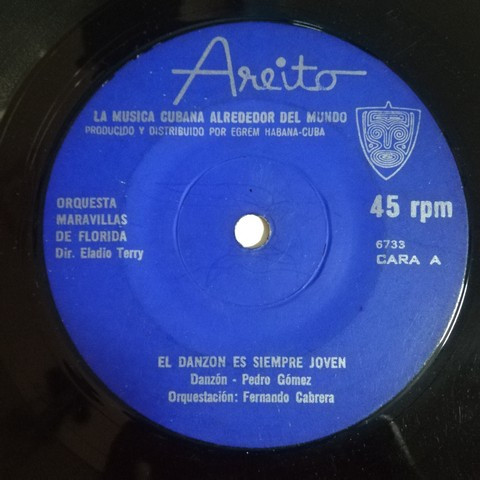 Areito
LA MUSICA CUBANA ALREDEDOR DEL MUNDO
PRODUCIDO Y DISTRIBUIDO POR EGREM HABANA-CUBA
ORQUESTA
MARAVILLAS
DE FLORIDA
Dir. Eladio Terry
45 rpm
6733
CARA A
EL DANZON ES SIEMPRE JOVEN
Danzón - Pedro Gómez
Orquestación: Fernando Cabrera